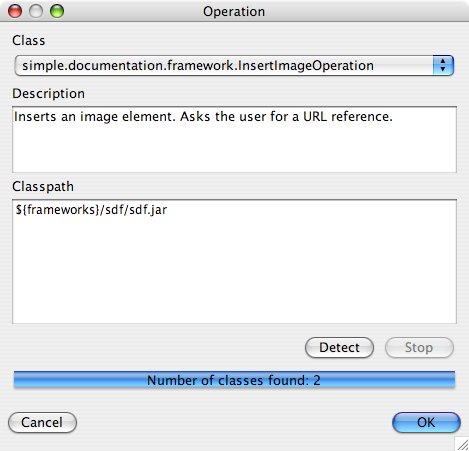 Operation
Class
simple.documentation.framework.InsertImageOperation
Description
Inserts an image element. Asks the user for a URL reference.
Classpath
${frameworks}/sdf/sdf.jar
Detect Stop
Number of classes found: 2
Cancel OK